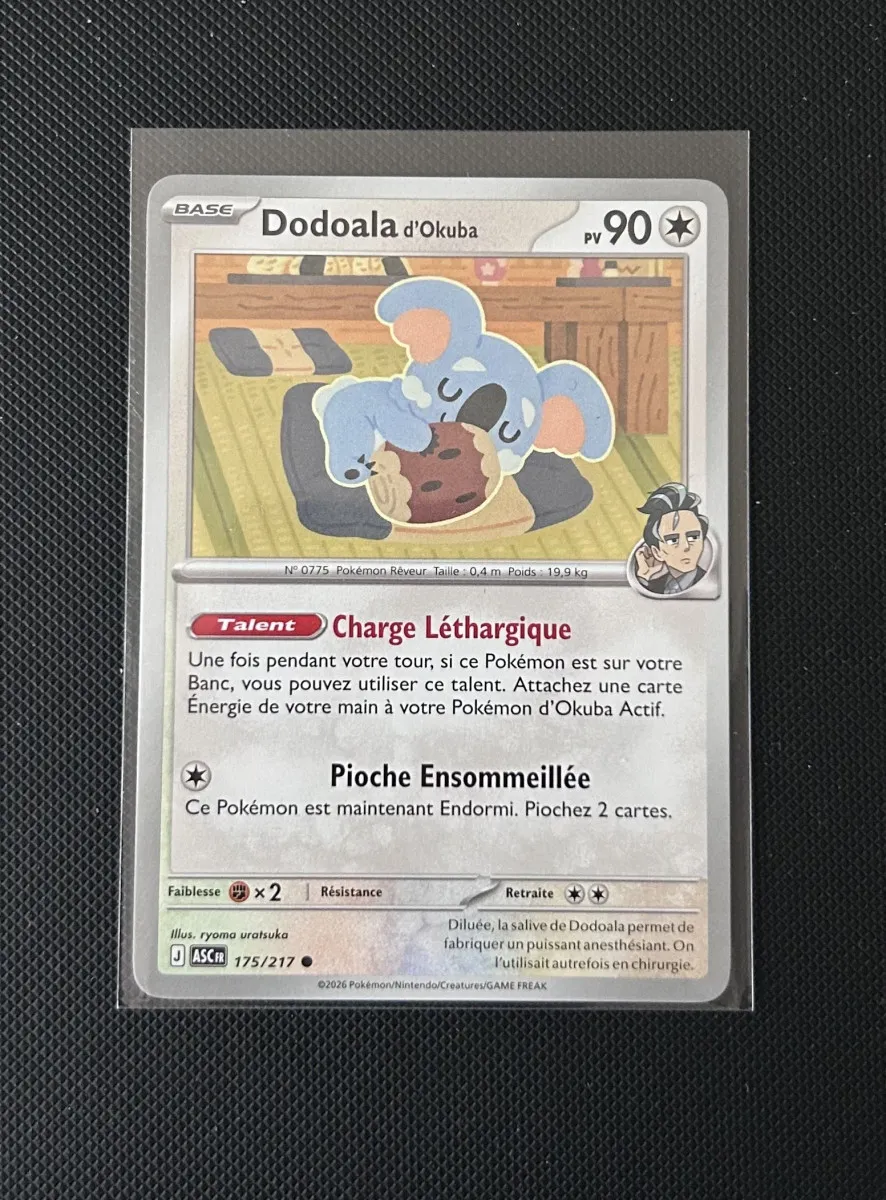 BASE
Dodoala d'Okuba
PV 90
N° 0775 Pokémon Rêveur Taille : 0,4 m Poids : 19,9 kg
Talent Charge Léthargique
Une fois pendant votre tour, si ce Pokémon est sur votre
Banc, vous pouvez utiliser ce talent. Attachez une carte
Énergie de votre main à votre Pokémon d'Okuba Actif.
Pioche Ensommeillée
Ce Pokémon est maintenant Endormi. Piochez 2 cartes.
Faiblesse ×2 Résistance Retraite
Illus. ryoma uratsuka
J ASC FR 175/217
Diluée, la salive de Dodoala permet de
fabriquer un puissant anesthésiant. On
l'utilisait autrefois en chirurgie.
©2026 Pokémon/Nintendo/Creatures/GAME FREAK